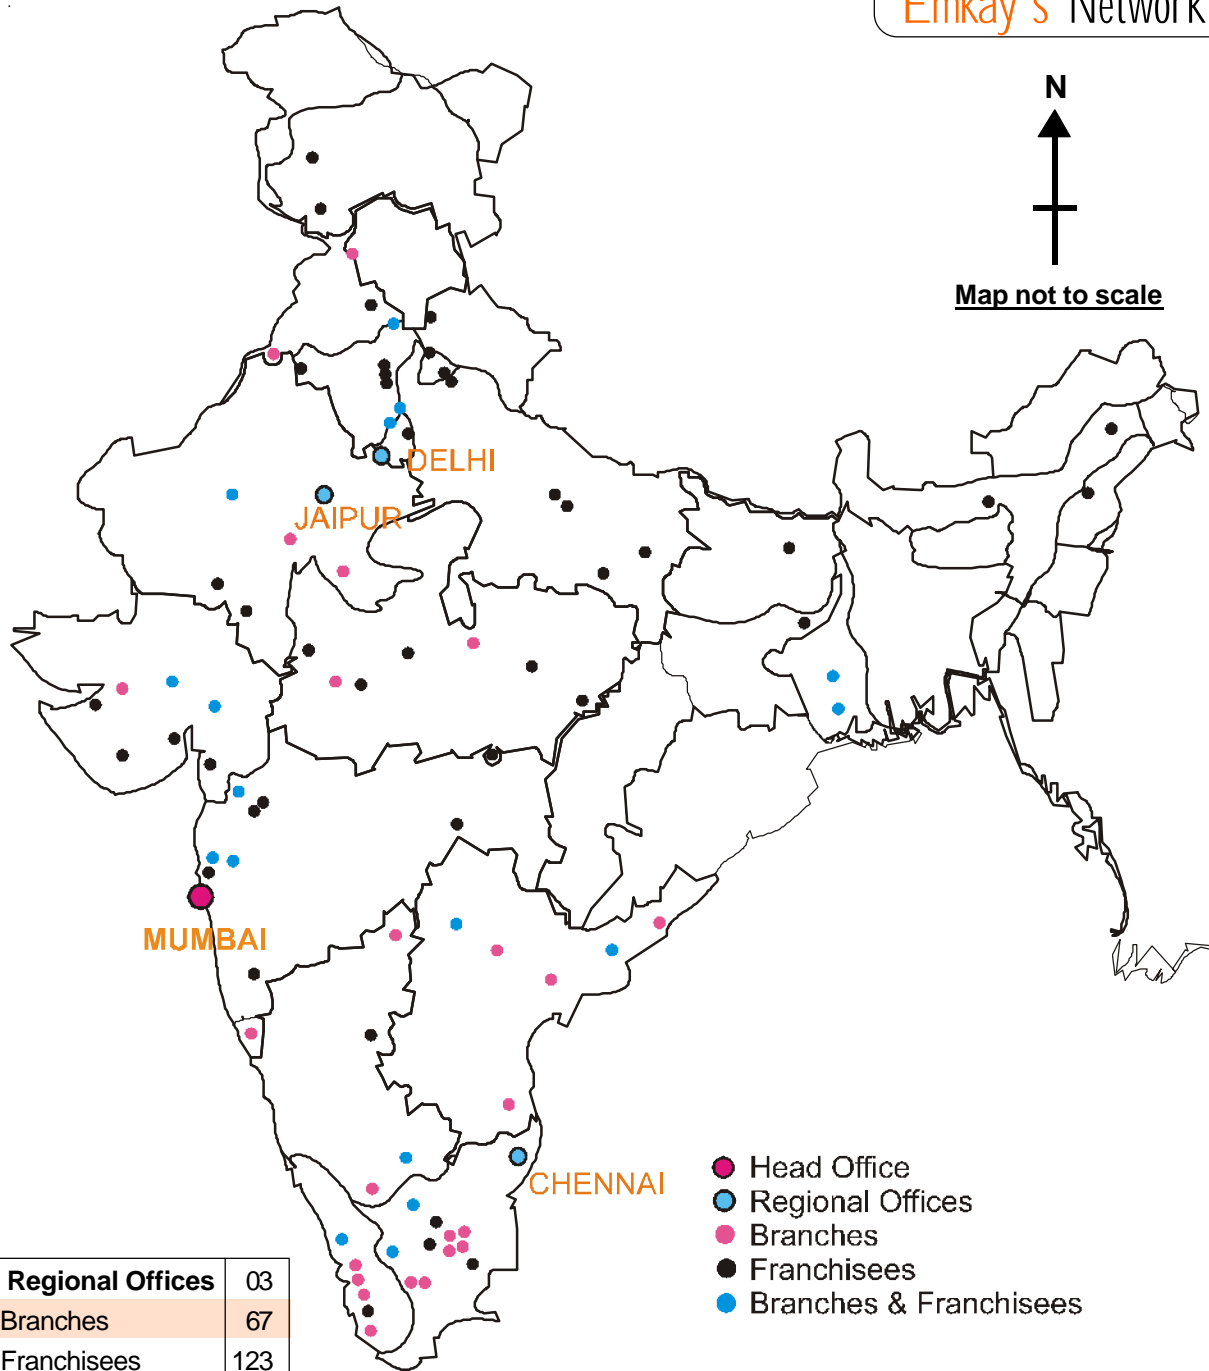 Emkay's Network
N
Map not to scale
DELHI
JAIPUR
MUMBAI
CHENNAI
Head Office
Regional Offices
Branches
Franchisees
Branches & Franchisees
Regional Offices 03
Branches 67
Franchisees 123